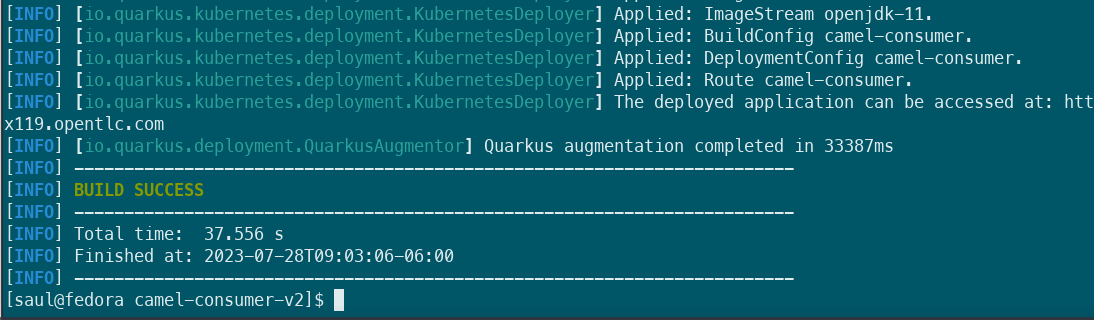 [INFO] [io.quarkus.kubernetes.deployment.KubernetesDeployer] Applied: ImageStream openjdk-11.
[INFO] [io.quarkus.kubernetes.deployment.KubernetesDeployer] Applied: BuildConfig camel-consumer.
[INFO] [io.quarkus.kubernetes.deployment.KubernetesDeployer] Applied: DeploymentConfig camel-consumer.
[INFO] [io.quarkus.kubernetes.deployment.KubernetesDeployer] Applied: Route camel-consumer.
[INFO] [io.quarkus.kubernetes.deployment.KubernetesDeployer] The deployed application can be accessed at: htt
x119.opentlc.com
[INFO] [io.quarkus.deployment.QuarkusAugmentor] Quarkus augmentation completed in 33387ms
[INFO] ------------------------------------------------------------------------
[INFO] BUILD SUCCESS
[INFO] ------------------------------------------------------------------------
[INFO] Total time:  37.556 s
[INFO] Finished at: 2023-07-28T09:03:06-06:00
[INFO] ------------------------------------------------------------------------
[saul@fedora camel-consumer-v2]$